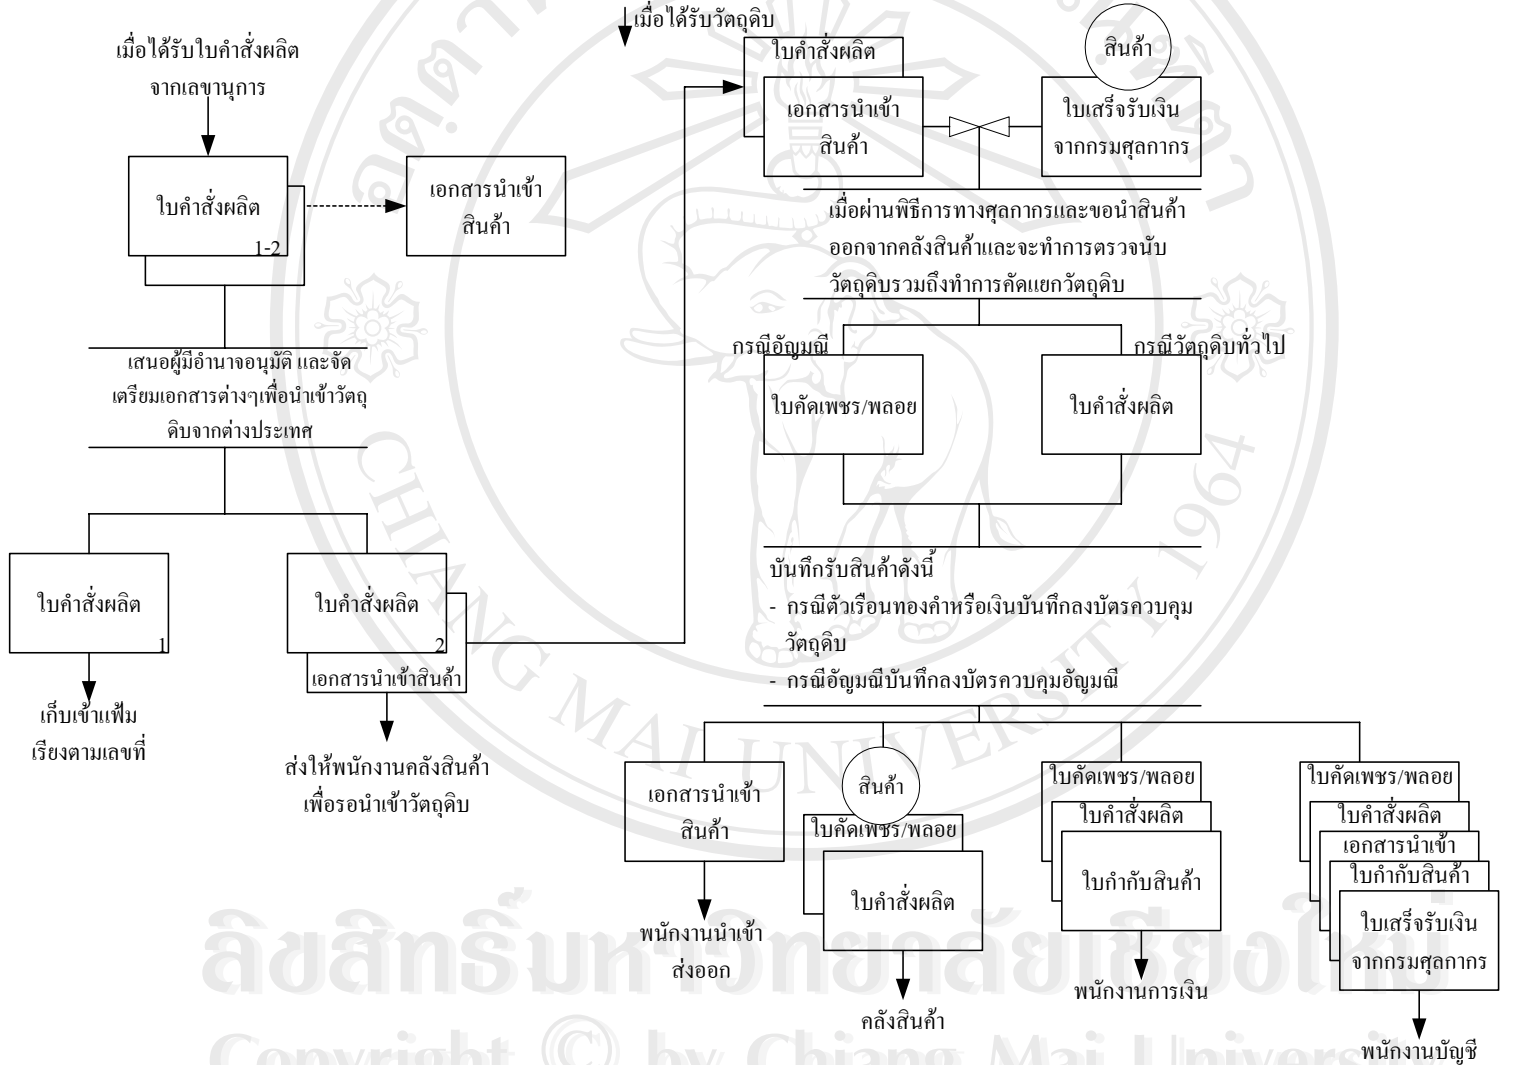 เมื่อได้รับใบคำสั่งผลิต
จากเลขานุการ
ใบคำสั่งผลิต
1-2
เอกสารนำเข้า
สินค้า
เสนอผู้มีอำนาจอนุมัติ และจัด
เตรียมเอกสารต่างๆเพื่อนำเข้าวัตถุ
ดิบจากต่างประเทศ
ใบคำสั่งผลิต
1
เก็บเข้าแฟ้ม
เรียงตามเลขที่
ใบคำสั่งผลิต
2
เอกสารนำเข้าสินค้า
ส่งให้พนักงานคลังสินค้า
เพื่อรอนำเข้าวัตถุดิบ
เมื่อได้รับวัตถุดิบ
ใบคำสั่งผลิต
เอกสารนำเข้า
สินค้า
สินค้า
ใบเสร็จรับเงิน
จากกรมศุลกากร
เมื่อผ่านพิธีการทางศุลกากรและขอนำสินค้า
ออกจากคลังสินค้าและจะทำการตรวจนับ
วัตถุดิบรวมถึงทำการคัดแยกวัตถุดิบ
กรณีอัญมณี
กรณีวัตถุดิบทั่วไป
ใบคัดเพชร/พลอย
ใบคำสั่งผลิต
บันทึกรับสินค้าดังนี้
- กรณีตัวเรือนทองคำหรือเงินบันทึกลงบัตรควบคุม
วัตถุดิบ
- กรณีอัญมณีบันทึกลงบัตรควบคุมอัญมณี
เอกสารนำเข้า
สินค้า
พนักงานนำเข้า
ส่งออก
สินค้า
ใบคัดเพชร/พลอย
ใบคำสั่งผลิต
คลังสินค้า
ใบคัดเพชร/พลอย
ใบคำสั่งผลิต
ใบกำกับสินค้า
พนักงานการเงิน
ใบคัดเพชร/พลอย
ใบคำสั่งผลิต
เอกสารนำเข้า
ใบกำกับสินค้า
ใบเสร็จรับเงิน
จากกรมศุลกากร
พนักงานบัญชี
CHIANG MAI UNIVERSITY 1964
ลิขสิทธิ์มหาวิทยาลัยเชียงใหม่
Copyright © by Chiang Mai University